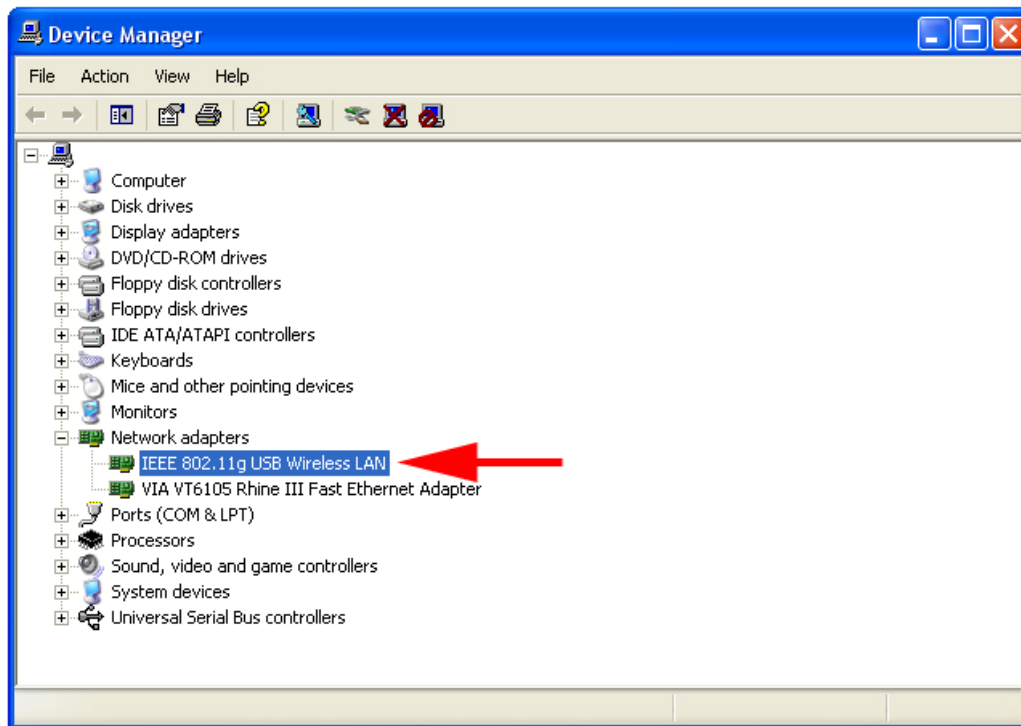 Device Manager
File Action View Help
Computer
Disk drives
Display adapters
DVD/CD-ROM drives
Floppy disk controllers
Floppy disk drives
IDE ATA/ATAPI controllers
Keyboards
Mice and other pointing devices
Monitors
Network adapters
IEEE 802.11g USB Wireless LAN
VIA VT6105 Rhine III Fast Ethernet Adapter
Ports (COM & LPT)
Processors
Sound, video and game controllers
System devices
Universal Serial Bus controllers